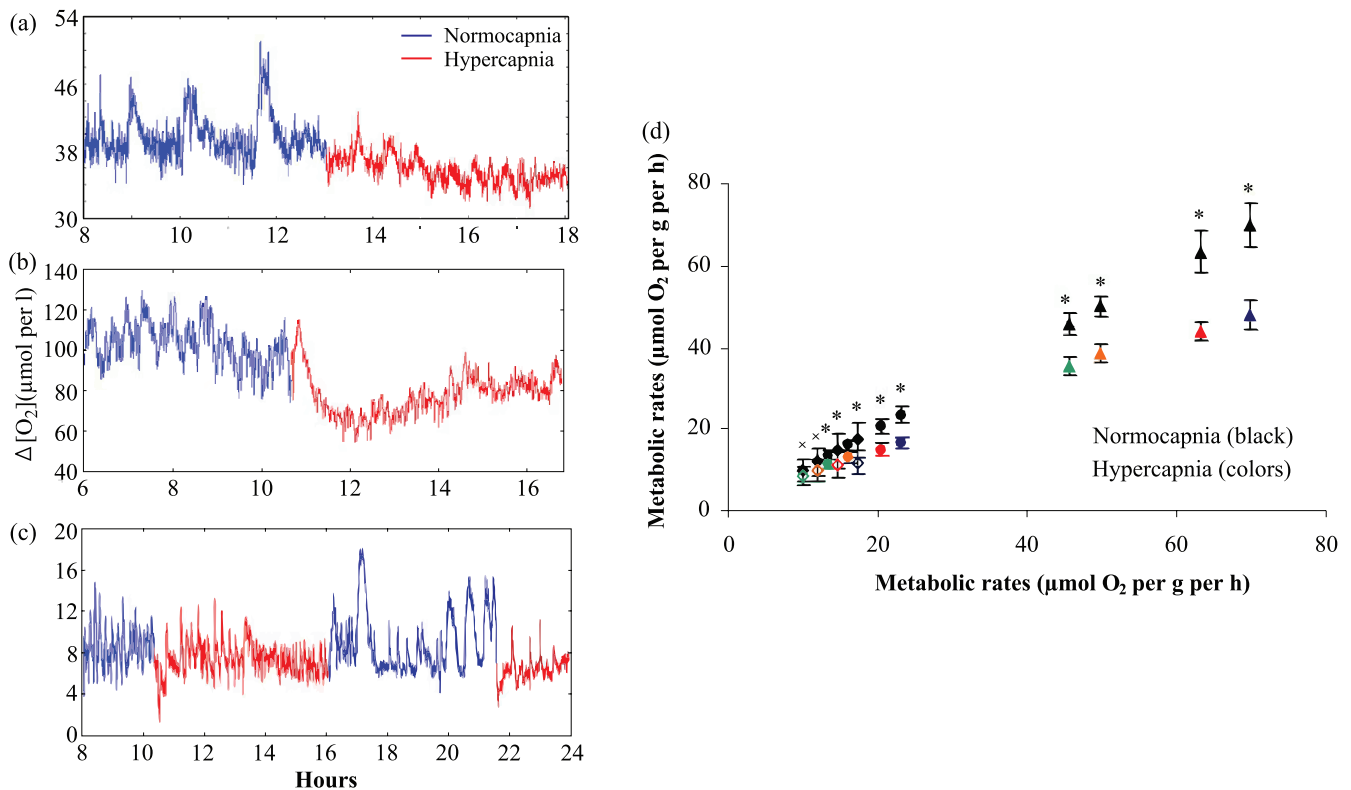 (a)
54
46
38
30
Normocapnia
Hypercapnia
8 10 12 14 16 18
(b)
Δ[O₂](μmol per l)
140
120
100
80
60
40
6 8 10 12 14 16
(c)
20
16
12
8
4
0
8 10 12 14 16 18 20 22 24
Hours
(d)
Metabolic rates (μmol O₂ per g per h)
80
60
40
20
0
* * * *
× × * * * * *
Normocapnia (black)
Hypercapnia (colors)
0 20 40 60 80
Metabolic rates (μmol O₂ per g per h)